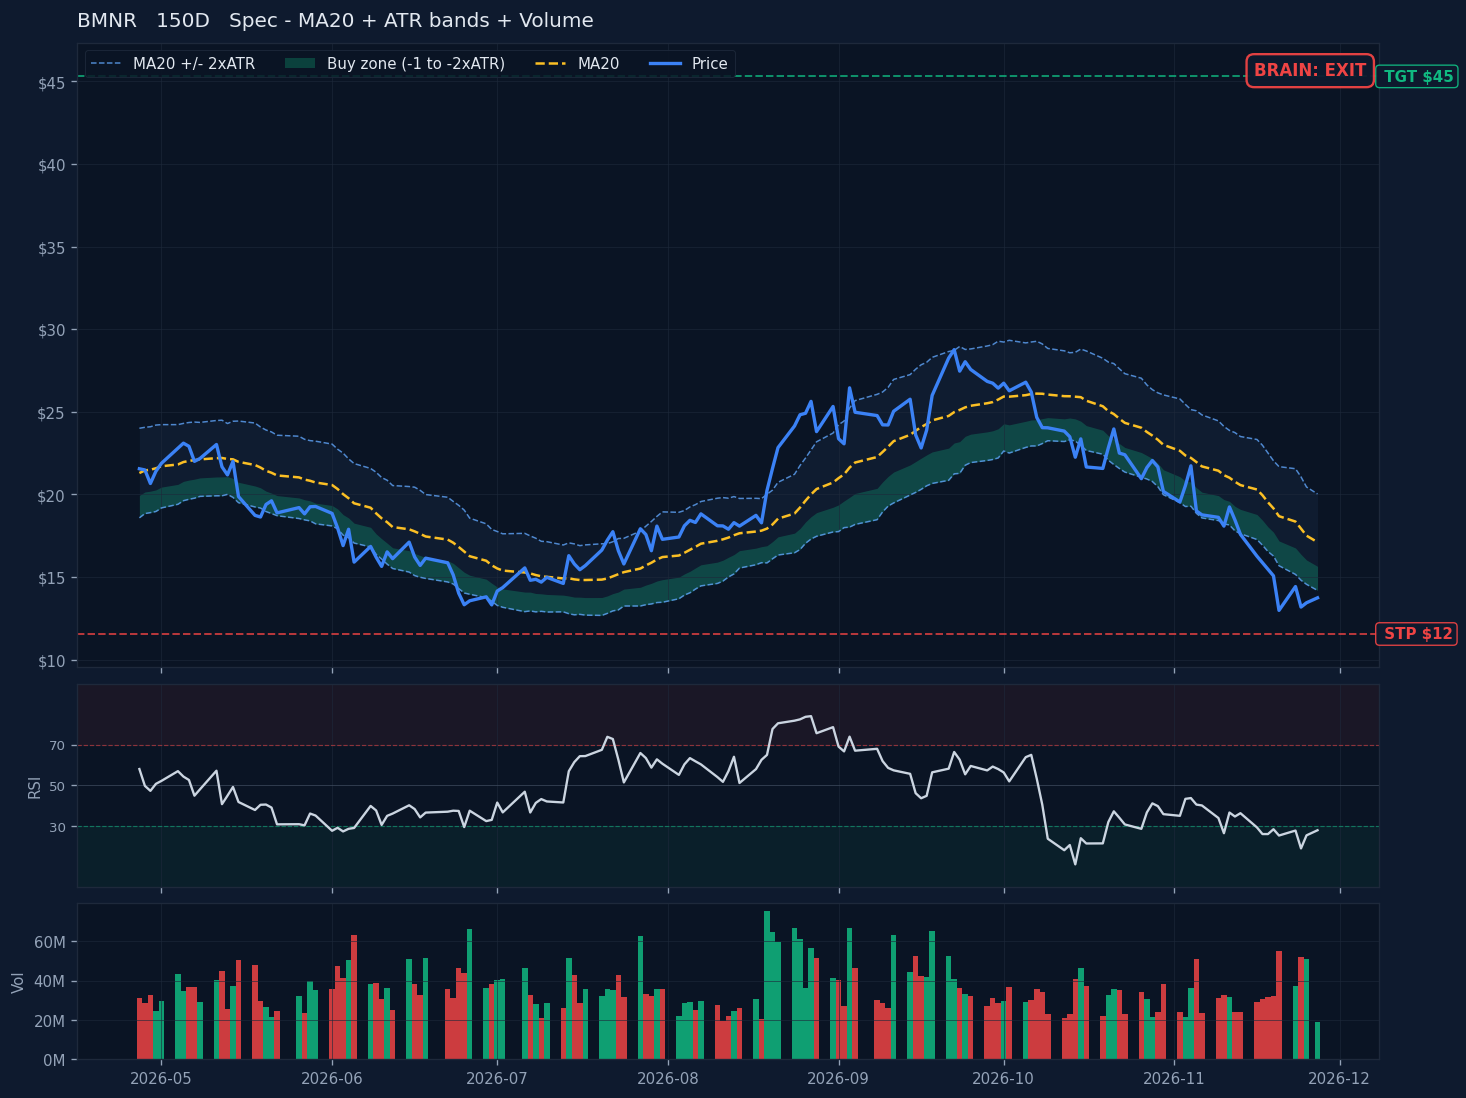 BMNR   150D   Spec - MA20 + ATR bands + Volume
MA20 +/- 2xATR
Buy zone (-1 to -2xATR)
MA20
Price
BRAIN: EXIT
TGT $45
$45
$40
$35
$30
$25
$20
$15
$10
STP $12
RSI
70
50
30
Vol
60M
40M
20M
0M
2026-05
2026-06
2026-07
2026-08
2026-09
2026-10
2026-11
2026-12